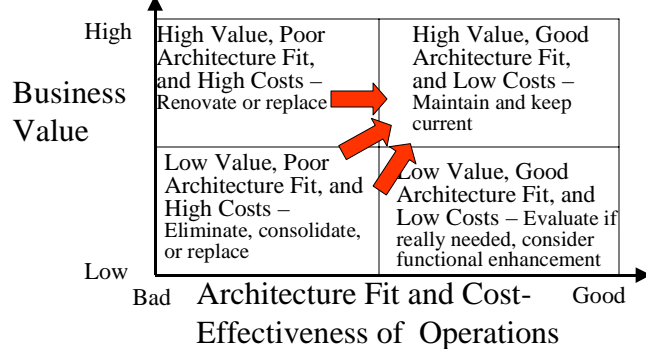 High
Business
Value
Low
High Value, Poor
Architecture Fit,
and High Costs –
Renovate or replace
High Value, Good
Architecture Fit,
and Low Costs –
Maintain and keep
current
Low Value, Poor
Architecture Fit, and
High Costs –
Eliminate, consolidate,
or replace
Low Value, Good
Architecture Fit, and
Low Costs – Evaluate if
really needed, consider
functional enhancement
Bad
Architecture Fit and Cost-
Effectiveness of Operations
Good